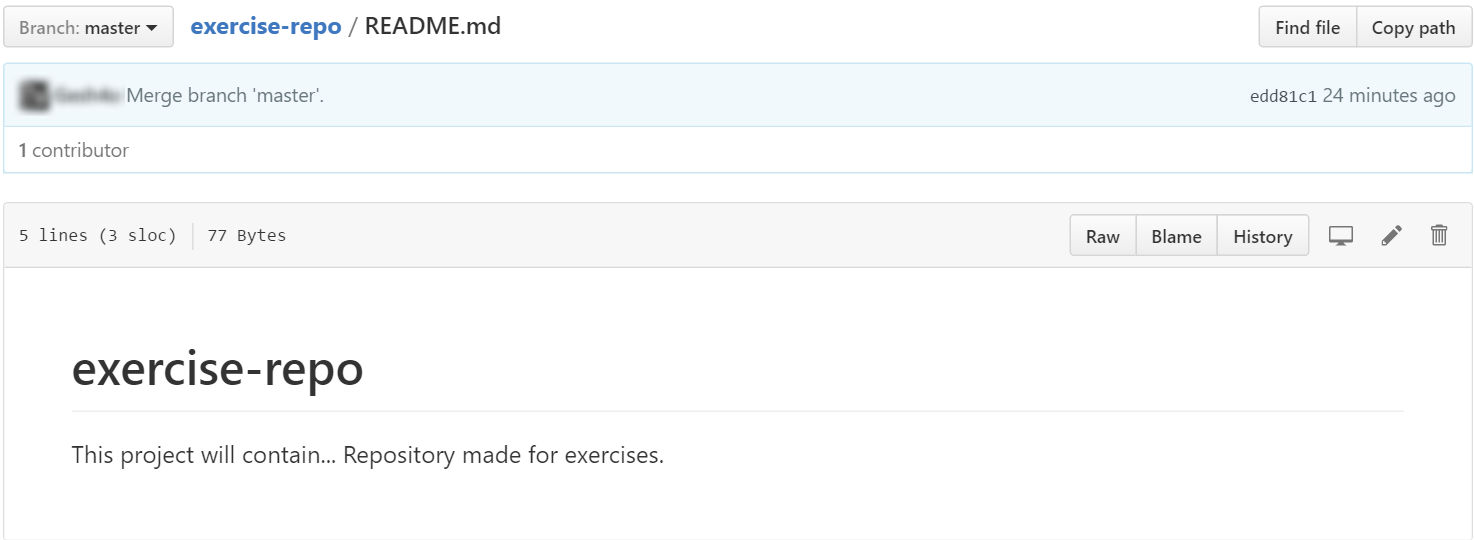 Branch: master exercise-repo / README.md Find file Copy path
Merge branch 'master'. edd81c1 24 minutes ago
1 contributor
5 lines (3 sloc) 77 Bytes Raw Blame History
exercise-repo
This project will contain... Repository made for exercises.